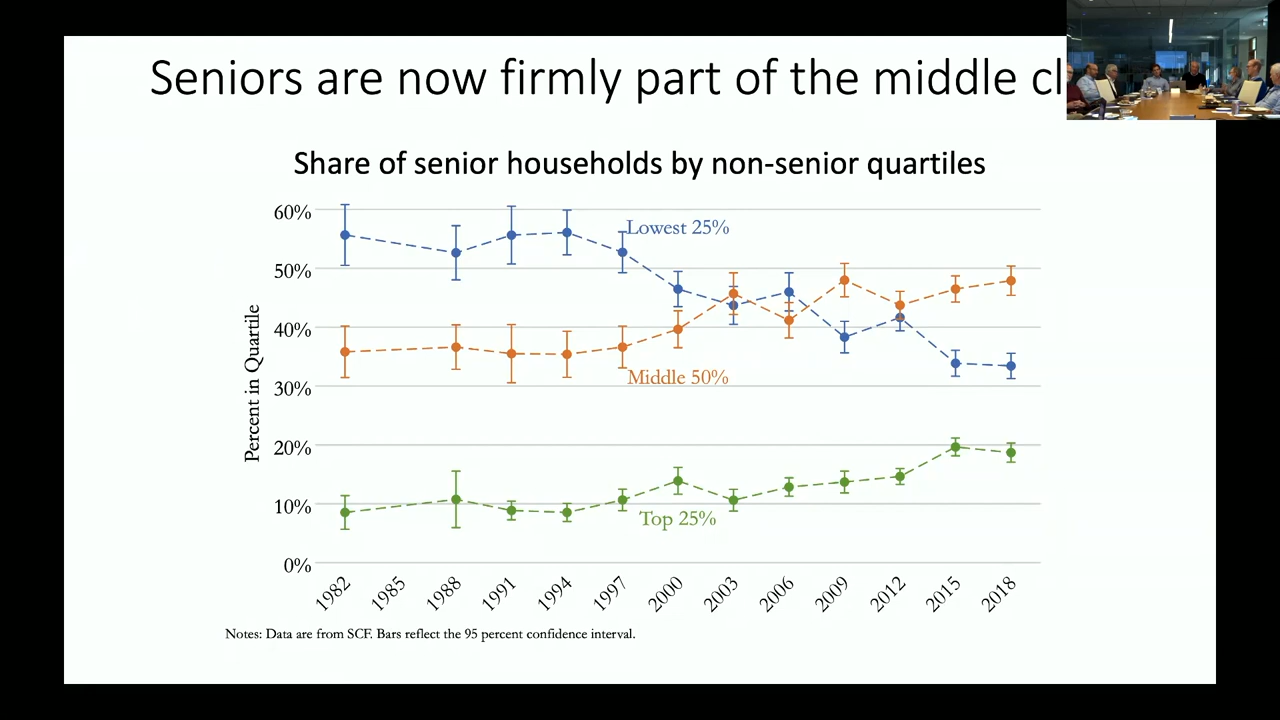 Seniors are now firmly part of the middle cl
Share of senior households by non-senior quartiles
60%
50%
40%
30%
20%
10%
0%
Percent in Quartile
Lowest 25%
Middle 50%
Top 25%
1982
1985
1988
1991
1994
1997
2000
2003
2006
2009
2012
2015
2018
Notes: Data are from SCF. Bars reflect the 95 percent confidence interval.